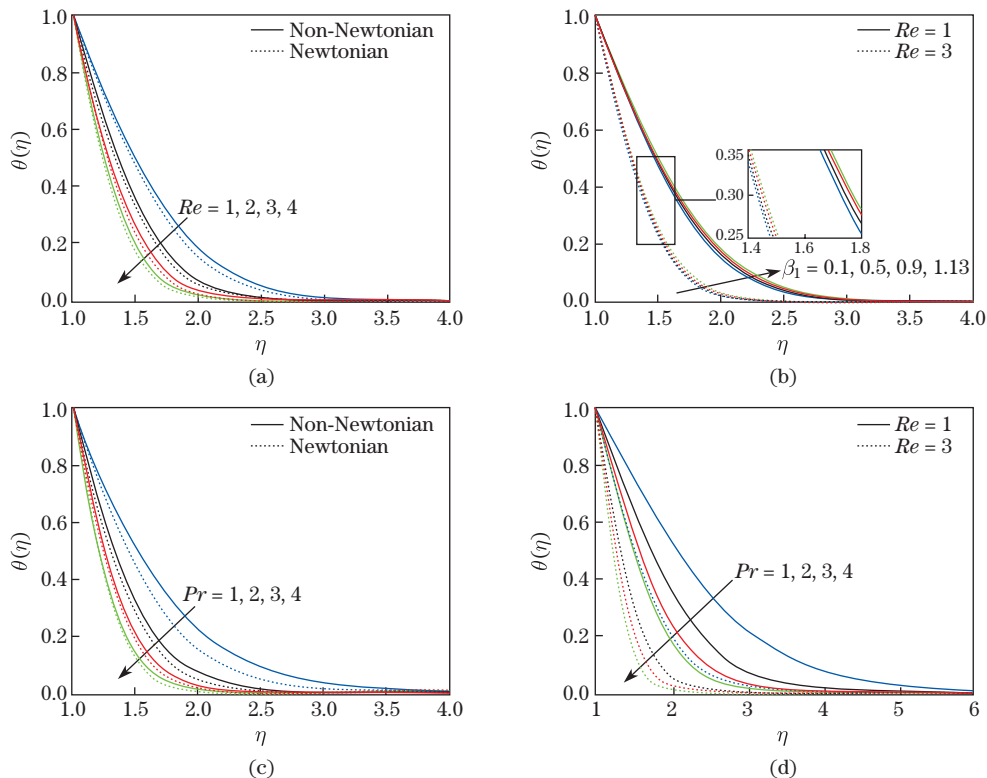 1.0
0.8
0.6
0.4
0.2
0.0
θ(η)
Non-Newtonian
Newtonian
Re = 1, 2, 3, 4
1.0 1.5 2.0 2.5 3.0 3.5 4.0
η
(a)
1.0
0.8
0.6
0.4
0.2
0.0
θ(η)
Re = 1
Re = 3
0.35
0.30
0.25
1.4 1.6 1.8
β₁ = 0.1, 0.5, 0.9, 1.13
1.0 1.5 2.0 2.5 3.0 3.5 4.0
η
(b)
1.0
0.8
0.6
0.4
0.2
0.0
θ(η)
Non-Newtonian
Newtonian
Pr = 1, 2, 3, 4
1.0 1.5 2.0 2.5 3.0 3.5 4.0
η
(c)
1.0
0.8
0.6
0.4
0.2
0.0
θ(η)
Re = 1
Re = 3
Pr = 1, 2, 3, 4
1 2 3 4 5 6
η
(d)